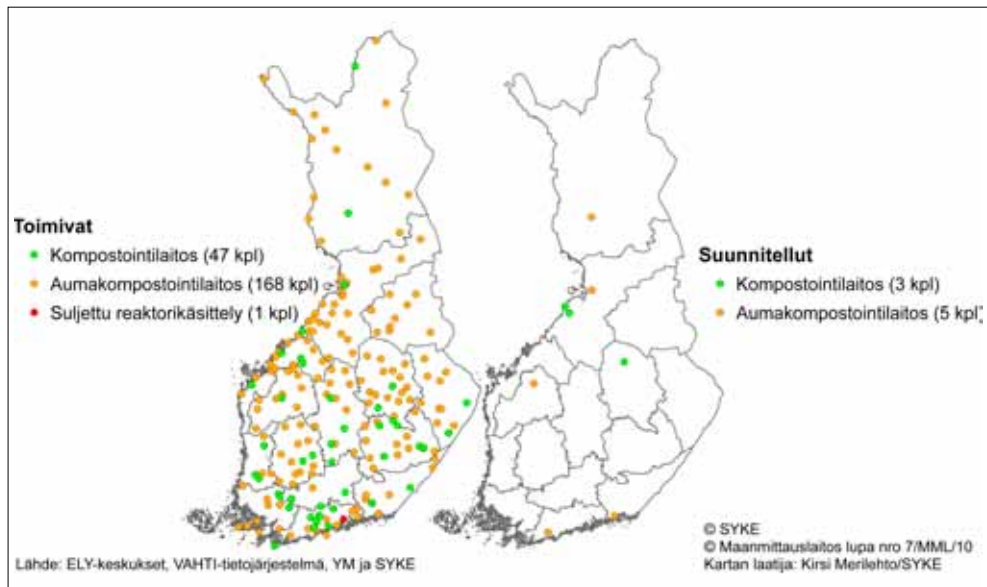 Toimivat
Kompostointilaitos (47 kpl)
Aumakompostointilaitos (168 kpl)
Suljettu reaktorikäsittely (1 kpl)
Suunnitellut
Kompostointilaitos (3 kpl)
Aumakompostointilaitos (5 kpl)
Lähde: ELY-keskukset, VAHTI-tietojärjestelmä, YM ja SYKE
© SYKE
© Maanmittauslaitos lupa nro 7/MML/10
Kartan laatija: Kirsi Merilehto/SYKE